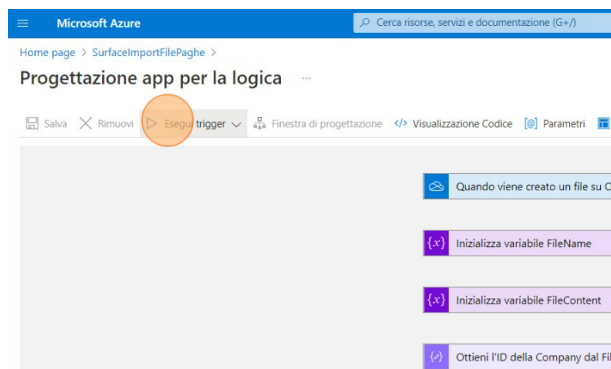 Microsoft Azure
Cerca risorse, servizi e documentazione (G+/)
Home page > SurfaceImportFilePaghe >
Progettazione app per la logica ...
Salva Rimuovi Esegui trigger Finestra di progettazione </> Visualizzazione Codice [@] Parametri
Quando viene creato un file su O
{x} Inizializza variabile FileName
{x} Inizializza variabile FileContent
Ottieni l'ID della Company dal Fil